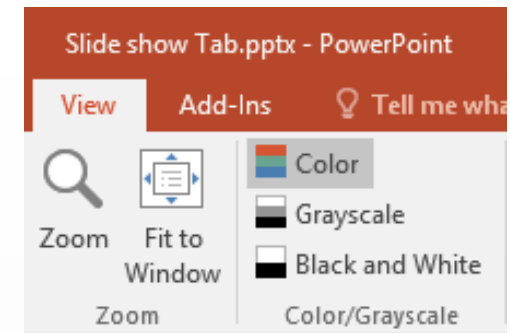 Slide show Tab.pptx - PowerPoint
View Add-Ins Tell me wha
Color
Grayscale
Zoom Fit to
Window
Black and White
Zoom Color/Grayscale